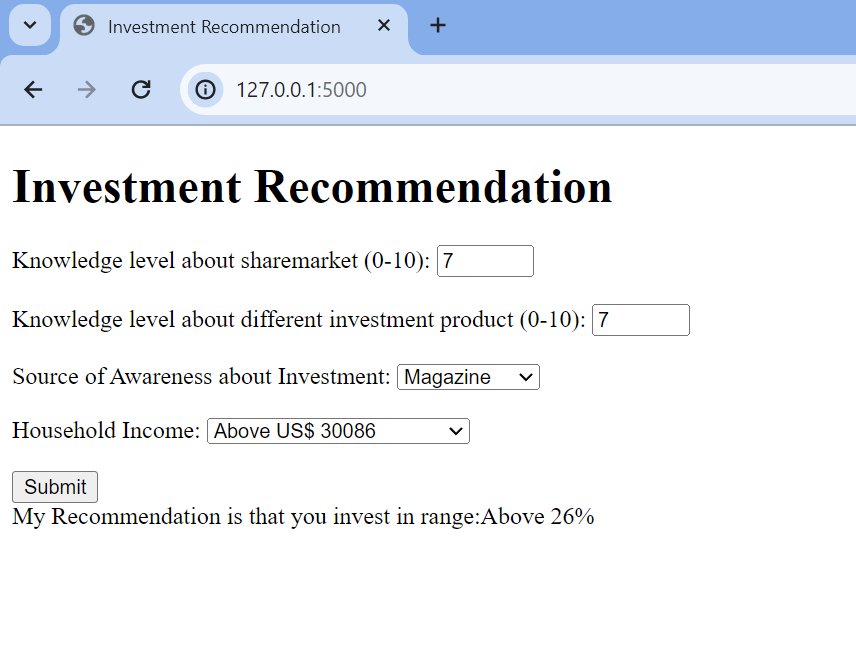 Investment Recommendation
127.0.0.1:5000
Investment Recommendation
Knowledge level about sharemarket (0-10): 7
Knowledge level about different investment product (0-10): 7
Source of Awareness about Investment: Magazine
Household Income: Above US$ 30086
Submit
My Recommendation is that you invest in range:Above 26%